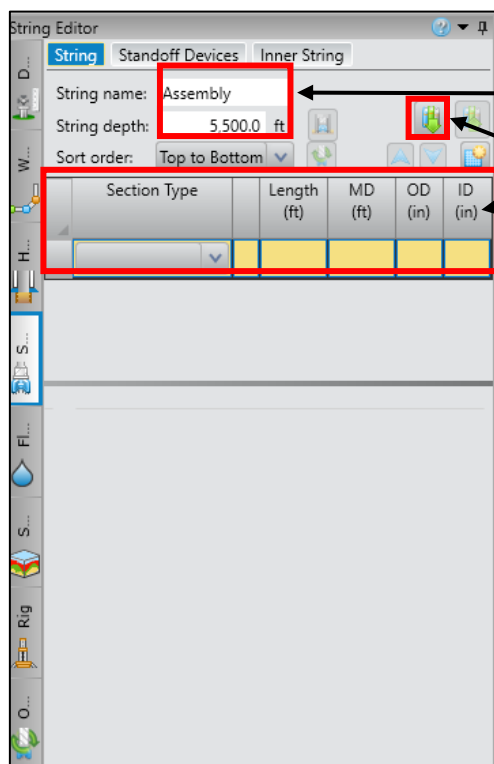 String Editor
String Standoff Devices Inner String
String name: Assembly
String depth: 5,500.0 ft
Sort order: Top to Bottom
Section Type Length (ft) MD (ft) OD (in) ID (in)
D...
W...
H...
S...
Fl...
S...
Rig
O...